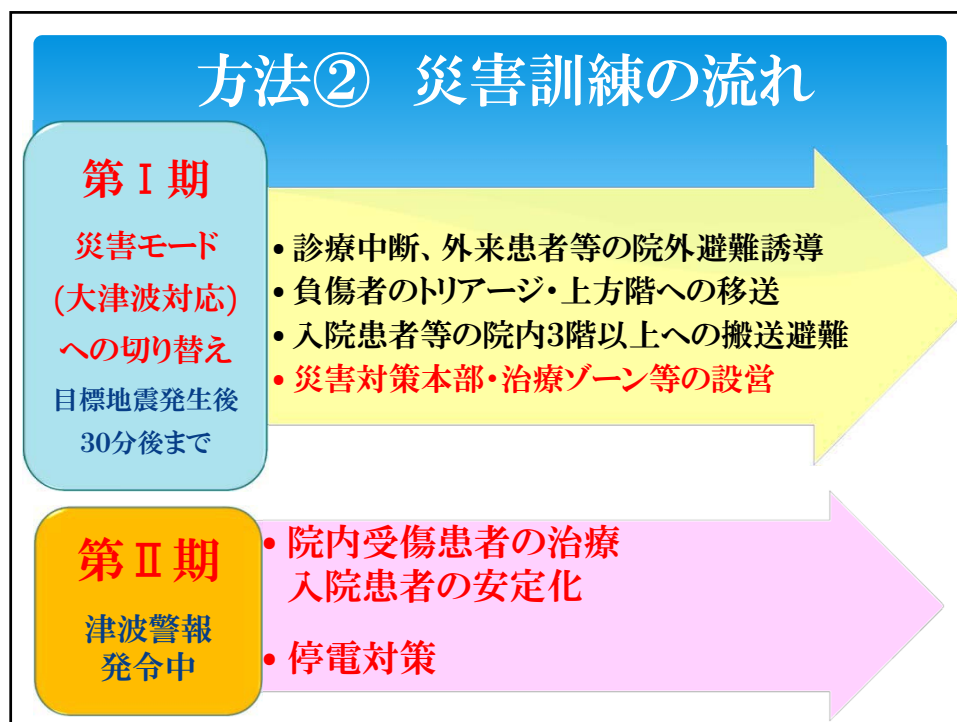 方法② 災害訓練の流れ
第Ⅰ期
災害モード
(大津波対応)
への切り替え
目標地震発生後
30分後まで
• 診療中断、外来患者等の院外避難誘導
• 負傷者のトリアージ・上方階への移送
• 入院患者等の院内3階以上への搬送避難
• 災害対策本部・治療ゾーン等の設営
第Ⅱ期
津波警報
発令中
• 院内受傷患者の治療
入院患者の安定化
• 停電対策